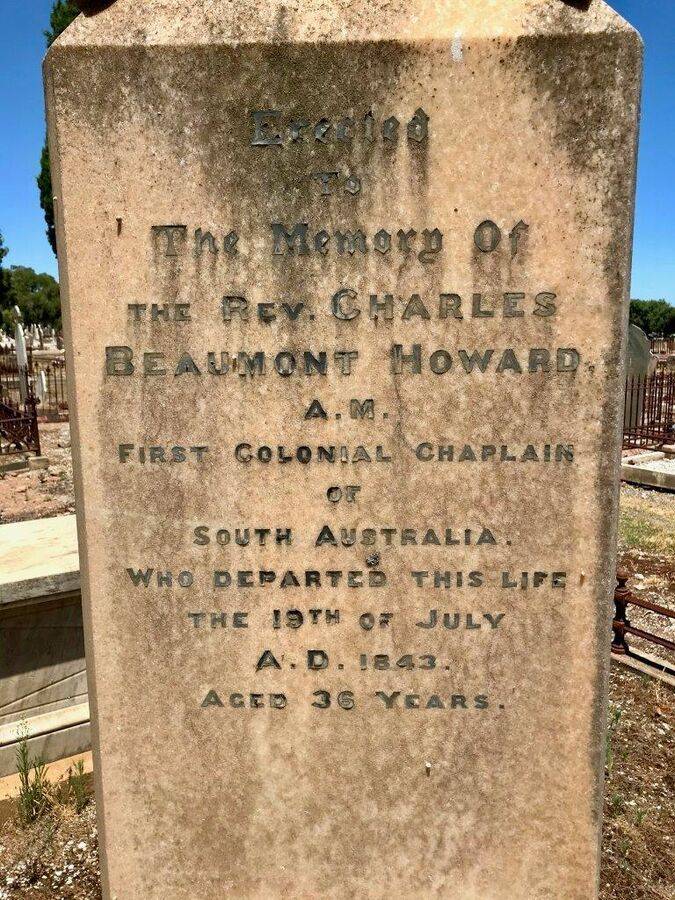 Erected
To
The Memory Of
THE REV. CHARLES
BEAUMONT HOWARD.
A.M.
FIRST COLONIAL CHAPLAIN
OF
SOUTH AUSTRALIA.
WHO DEPARTED THIS LIFE
THE 19TH OF JULY
A.D. 1843.
AGED 36 YEARS.